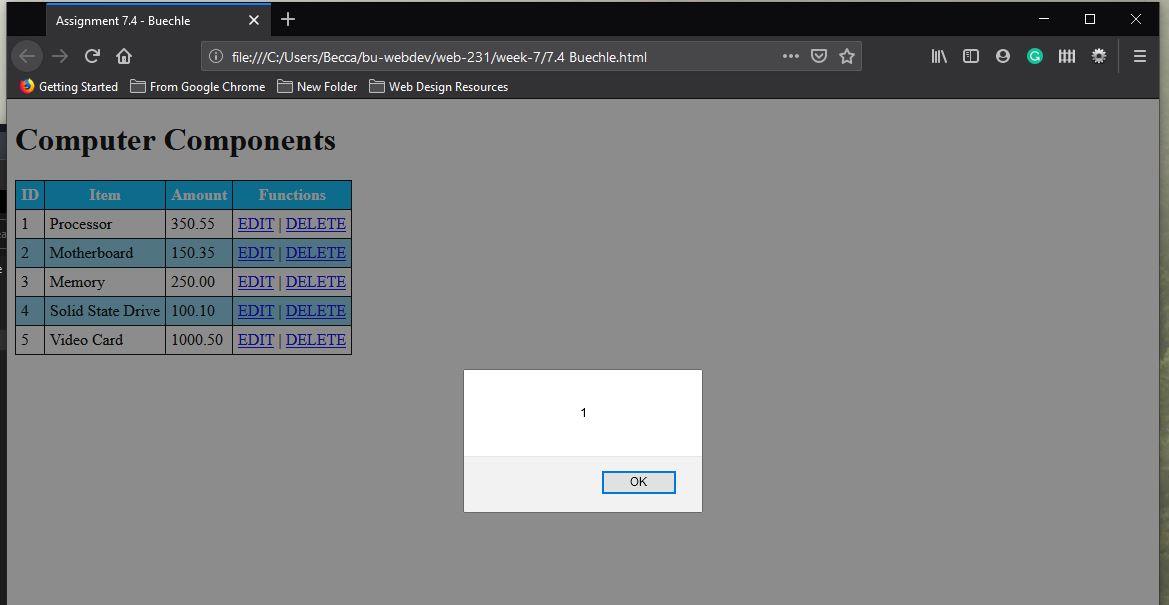 Assignment 7.4 - Buechle
file:///C:/Users/Becca/bu-webdev/web-231/week-7/7.4 Buechle.html
Getting Started From Google Chrome New Folder Web Design Resources
Computer Components
ID Item Amount Functions
1 Processor 350.55 EDIT | DELETE
2 Motherboard 150.35 EDIT | DELETE
3 Memory 250.00 EDIT | DELETE
4 Solid State Drive 100.10 EDIT | DELETE
5 Video Card 1000.50 EDIT | DELETE
1
OK